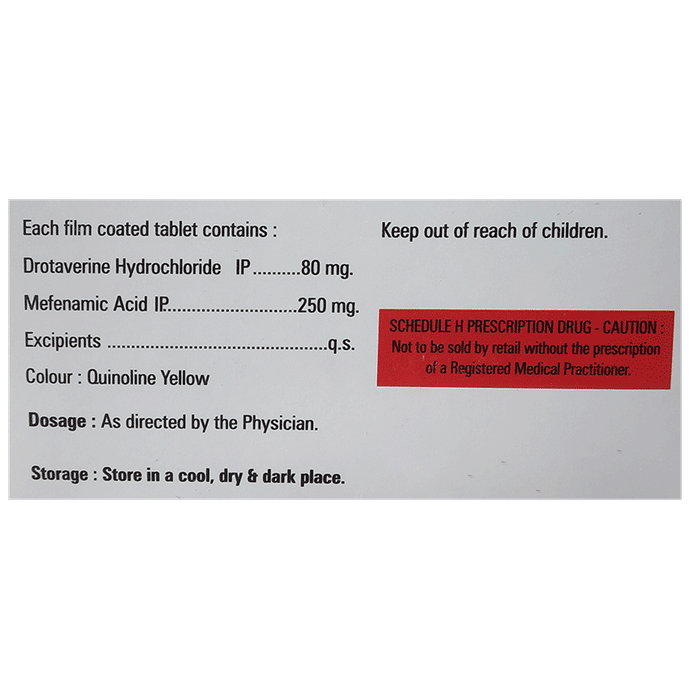 Each film coated tablet contains :
Drotaverine Hydrochloride IP..........80 mg.
Mefenamic Acid IP...........................250 mg.
Excipients ..............................................q.s.
Colour : Quinoline Yellow
Dosage : As directed by the Physician.
Storage : Store in a cool, dry & dark place.
Keep out of reach of children.
SCHEDULE H PRESCRIPTION DRUG - CAUTION :
Not to be sold by retail without the prescription
of a Registered Medical Practitioner.